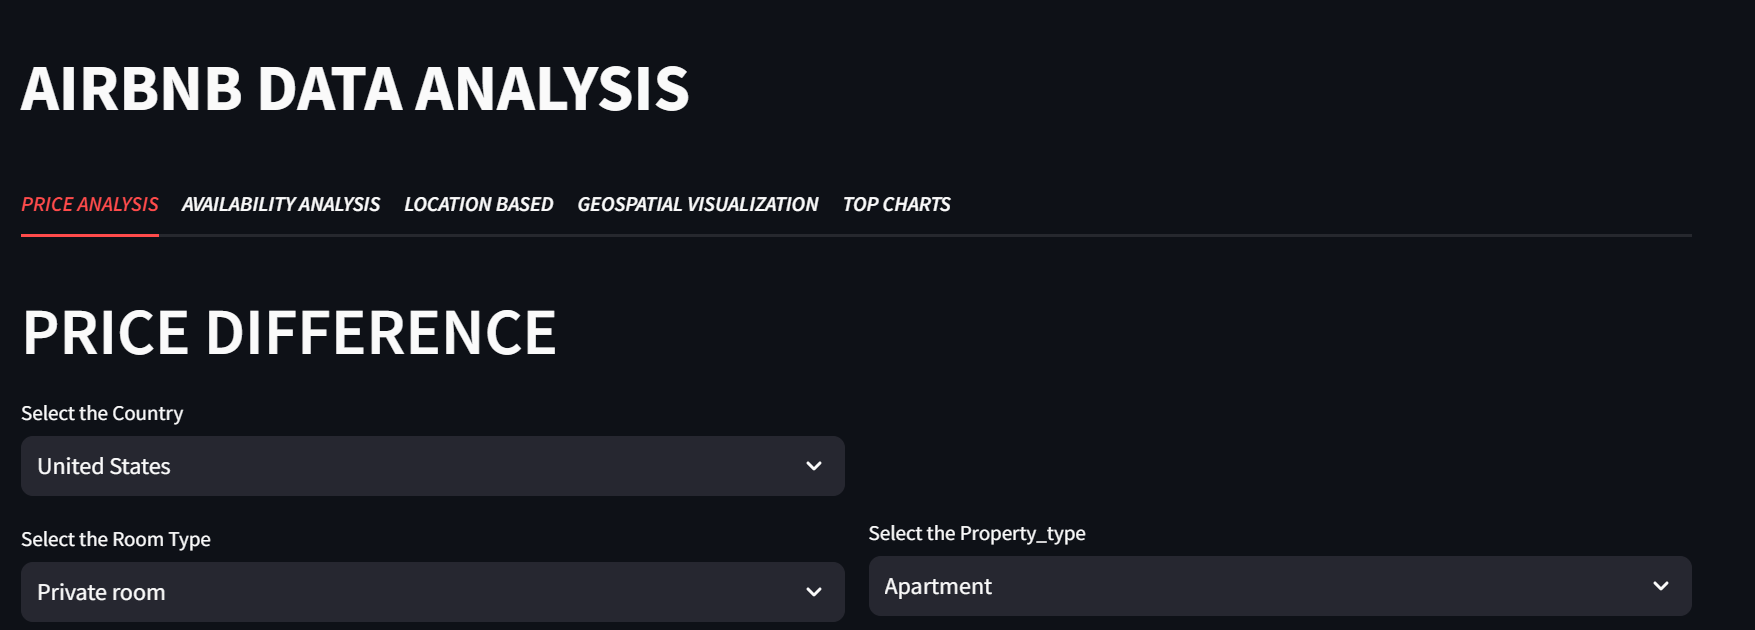 AIRBNB DATA ANALYSIS
PRICE ANALYSIS AVAILABILITY ANALYSIS LOCATION BASED GEOSPATIAL VISUALIZATION TOP CHARTS
PRICE DIFFERENCE
Select the Country
United States
Select the Room Type
Private room
Select the Property_type
Apartment